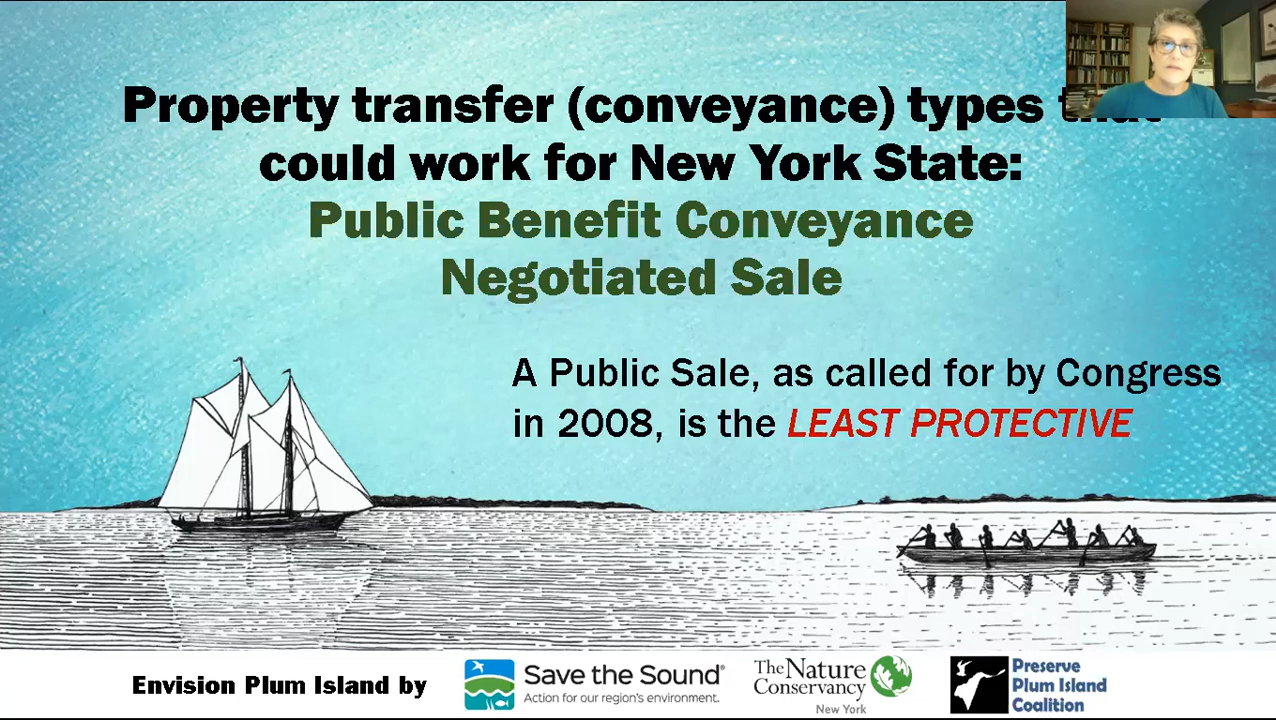 Property transfer (conveyance) types
could work for New York State:
Public Benefit Conveyance
Negotiated Sale
A Public Sale, as called for by Congress
in 2008, is the LEAST PROTECTIVE
Envision Plum Island by
Save the Sound®
Action for our region's environment.
The Nature
Conservancy
New York
Preserve
Plum Island
Coalition